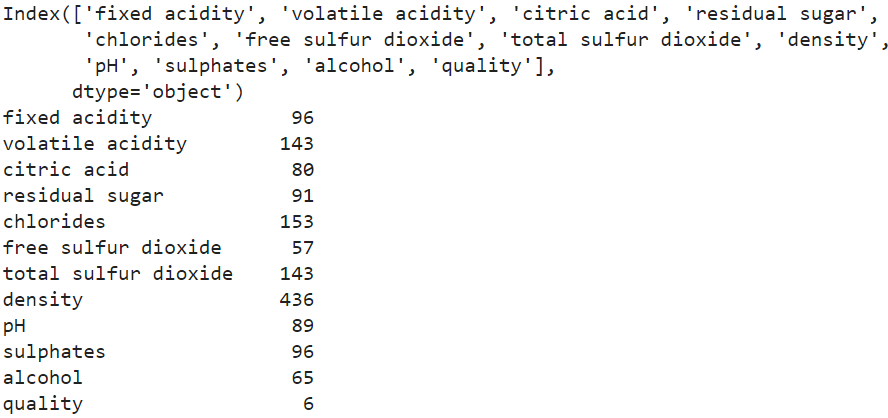 Index(['fixed acidity', 'volatile acidity', 'citric acid', 'residual sugar',
       'chlorides', 'free sulfur dioxide', 'total sulfur dioxide', 'density',
       'pH', 'sulphates', 'alcohol', 'quality'],
      dtype='object')
fixed acidity            96
volatile acidity        143
citric acid              80
residual sugar           91
chlorides               153
free sulfur dioxide      57
total sulfur dioxide    143
density                 436
pH                       89
sulphates                96
alcohol                  65
quality                   6